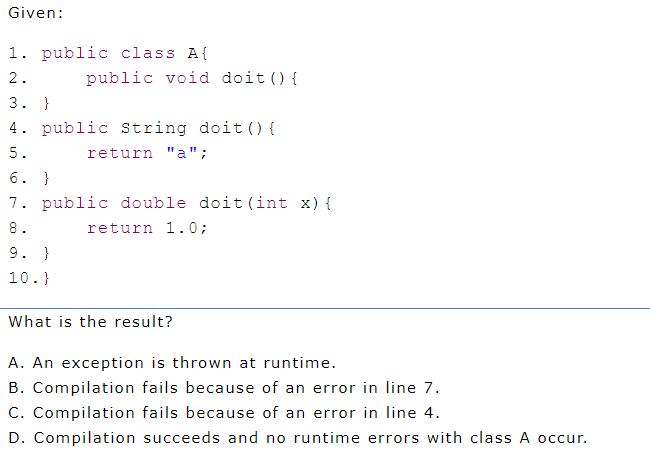 Given:
1. public class A{
2.     public void doit(){
3. }
4. public String doit(){
5.     return "a";
6. }
7. public double doit(int x){
8.     return 1.0;
9. }
10.}
What is the result?
A. An exception is thrown at runtime.
B. Compilation fails because of an error in line 7.
C. Compilation fails because of an error in line 4.
D. Compilation succeeds and no runtime errors with class A occur.